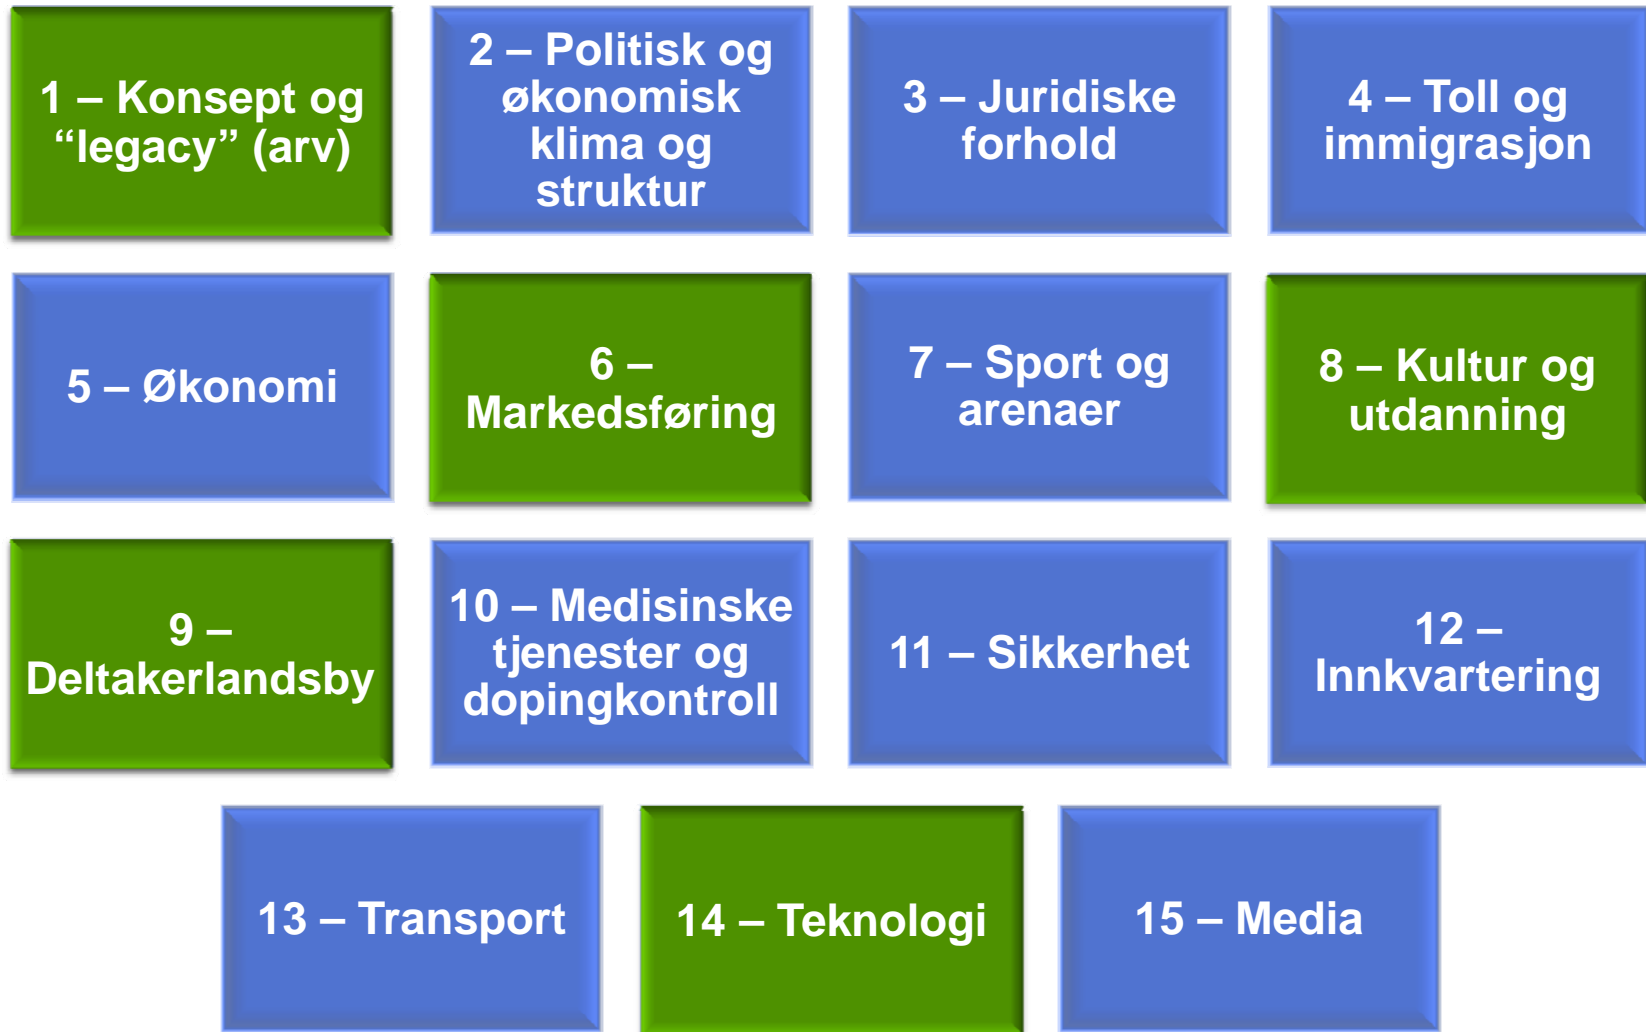 1 – Konsept og
“legacy” (arv)
2 – Politisk og
økonomisk
klima og
struktur
3 – Juridiske
forhold
4 – Toll og
immigrasjon
5 – Økonomi
6 –
Markedsføring
7 – Sport og
arenaer
8 – Kultur og
utdanning
9 –
Deltakerlandsby
10 – Medisinske
tjenester og
dopingkontroll
11 – Sikkerhet
12 –
Innkvartering
13 – Transport
14 – Teknologi
15 – Media